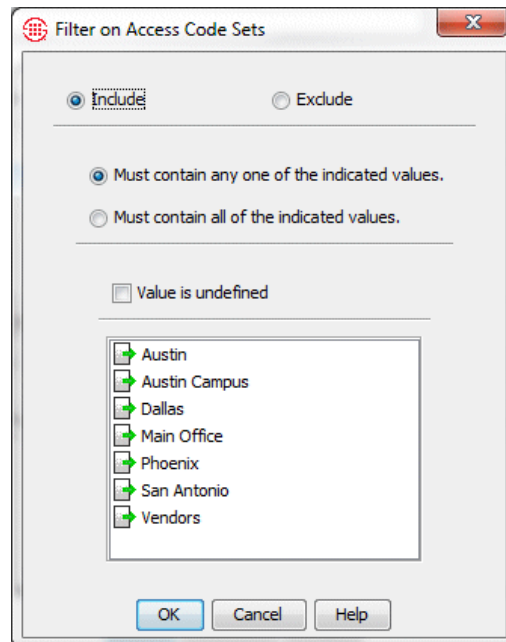 Filter on Access Code Sets
Include Exclude
Must contain any one of the indicated values.
Must contain all of the indicated values.
Value is undefined
Austin
Austin Campus
Dallas
Main Office
Phoenix
San Antonio
Vendors
OK Cancel Help